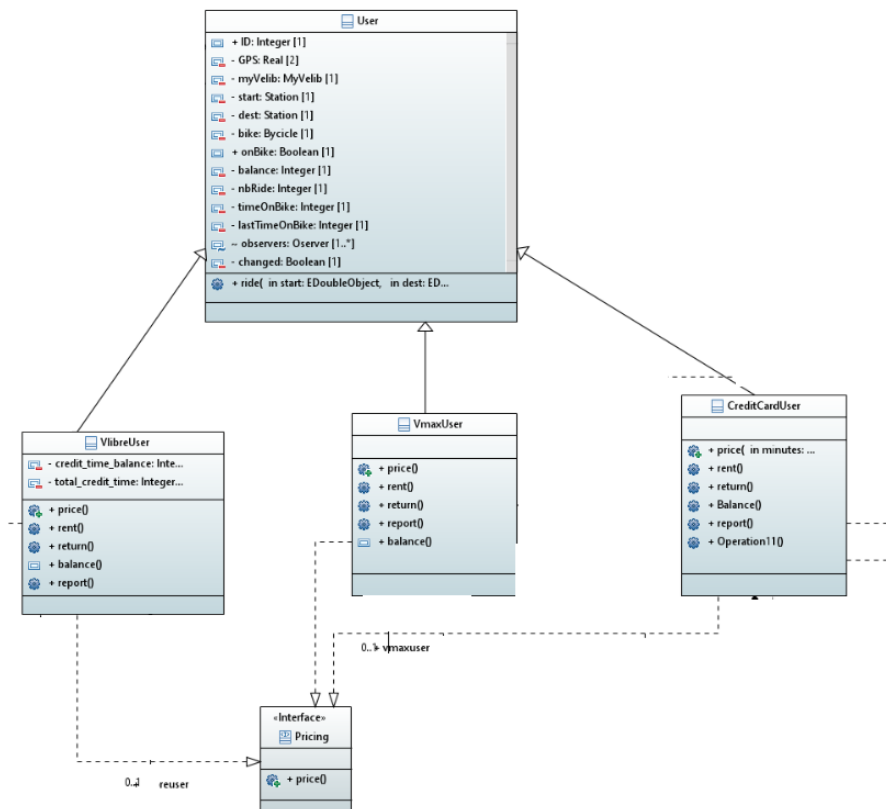 User
+ ID: Integer [1]
- GPS: Real [2]
- myVelib: MyVelib [1]
- start: Station [1]
- dest: Station [1]
- bike: Bycicle [1]
+ onBike: Boolean [1]
- balance: Integer [1]
- nbRide: Integer [1]
- timeOnBike: Integer [1]
- lastTimeOnBike: Integer [1]
~ observers: Oserver [1..*]
- changed: Boolean [1]
+ ride( in start: EDoubleObject, in dest: ED...
VlibreUser
- credit_time_balance: Inte...
- total_credit_time: Integer...
+ price()
+ rent()
+ return()
+ balance()
+ report()
VmaxUser
+ price()
+ rent()
+ return()
+ report()
+ balance()
CreditCardUser
+ price( in minutes: ...
+ rent()
+ return()
+ Balance()
+ report()
+ Operation11()
0..1 + vmaxuser
«Interface»
Pricing
+ price()
0..1 reuser